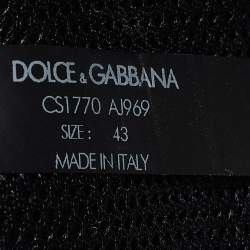 DOLCE & GABBANA
CS1770 AJ969
SIZE: 43
MADE IN ITALY